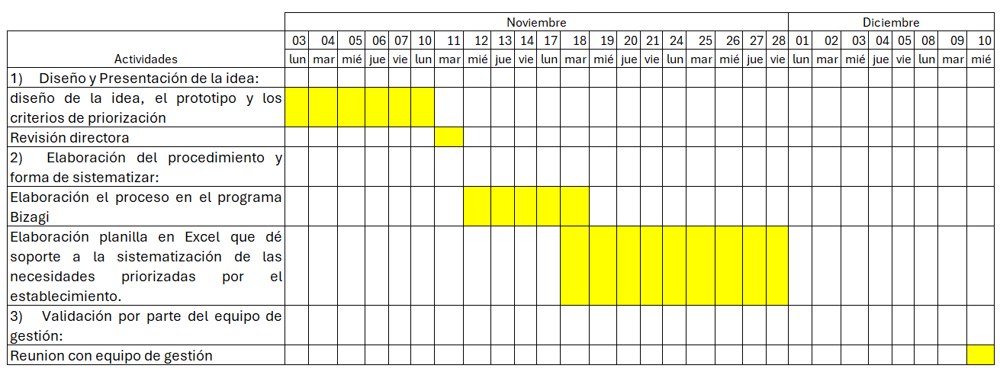 Noviembre Diciembre
03 04 05 06 07 10 11 12 13 14 17 18 19 20 21 24 25 26 27 28 01 02 03 04 05 08 09 10
Actividades lun mar mié jue vie lun mar mié jue vie lun mar mié jue vie lun mar mié jue vie lun mar mié jue vie lun mar mié
1) Diseño y Presentación de la idea:
diseño de la idea, el prototipo y los
criterios de priorización
Revisión directora
2) Elaboración del procedimiento y
forma de sistematizar:
Elaboración el proceso en el programa
Bizagi
Elaboración planilla en Excel que dé
soporte a la sistematización de las
necesidades priorizadas por el
establecimiento.
3) Validación por parte del equipo de
gestión:
Reunion con equipo de gestión